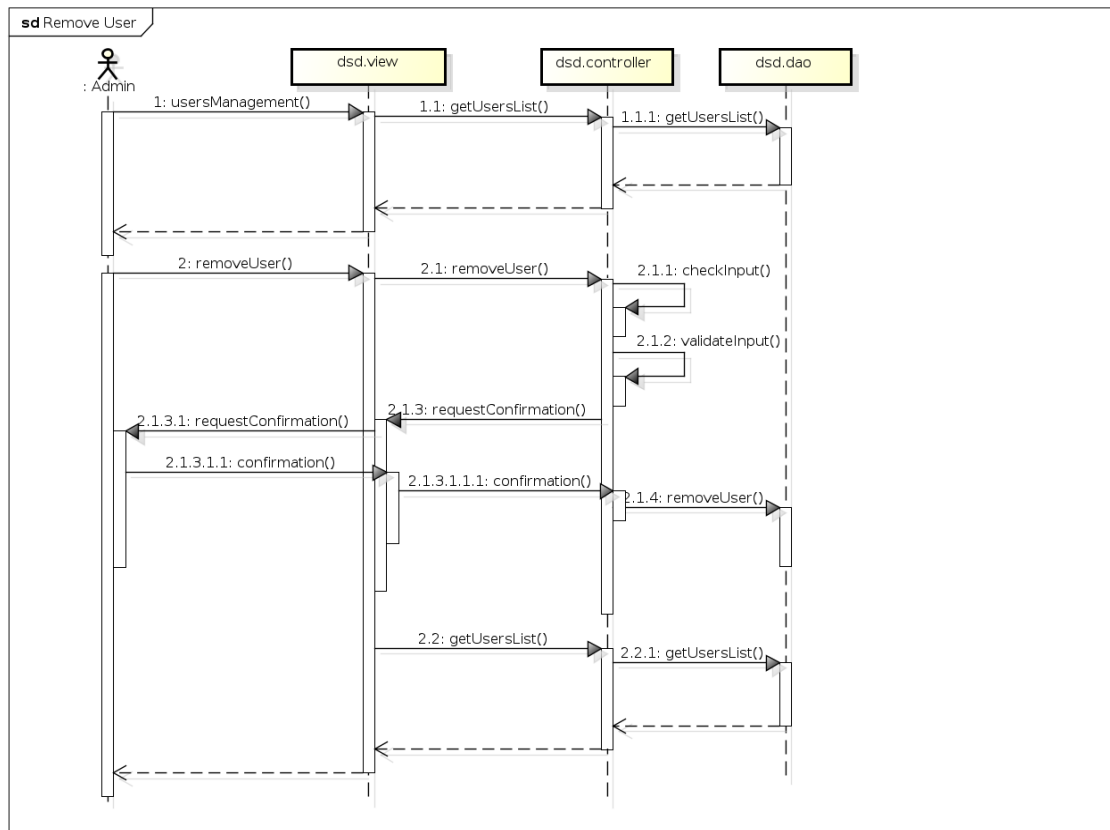 sd Remove User
dsd.view
dsd.controller
dsd.dao
: Admin
1: usersManagement()
1.1: getUsersList()
1.1.1: getUsersList()
2: removeUser()
2.1: removeUser()
2.1.1: checkInput()
2.1.2: validateInput()
2.1.3: requestConfirmation()
2.1.3.1: requestConfirmation()
2.1.3.1.1: confirmation()
2.1.3.1.1.1: confirmation()
2.1.4: removeUser()
2.2: getUsersList()
2.2.1: getUsersList()